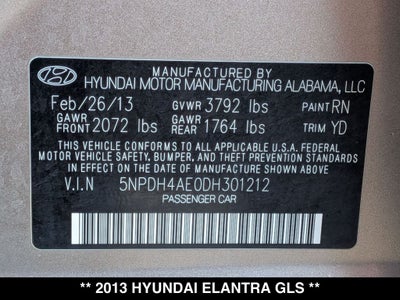 MANUFACTURED BY
HYUNDAI MOTOR MANUFACTURING ALABAMA, LLC
Feb/26/13 GVWR 3792 lbs PAINT RN
GAWR FRONT 2072 lbs GAWR REAR 1764 lbs TRIM YD
THIS VEHICLE CONFORMS TO ALL APPLICABLE U.S.A. FEDERAL
MOTOR VEHICLE SAFETY, BUMPER, AND THEFT PREVENTION
STANDARDS IN EFFECT ON THE DATE OF MANUFACTURE
SHOWN ABOVE.
V.I.N 5NPDH4AE0DH301212
PASSENGER CAR
** 2013 HYUNDAI ELANTRA GLS **